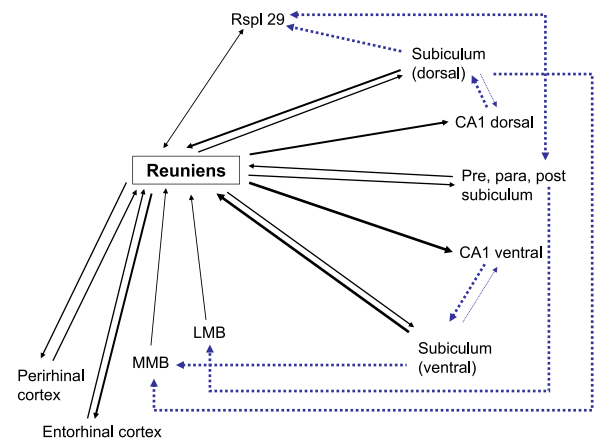 Rspl 29
Subiculum
(dorsal)
CA1 dorsal
Reuniens
Pre, para, post
subiculum
CA1 ventral
LMB
MMB
Subiculum
(ventral)
Perirhinal
cortex
Entorhinal cortex